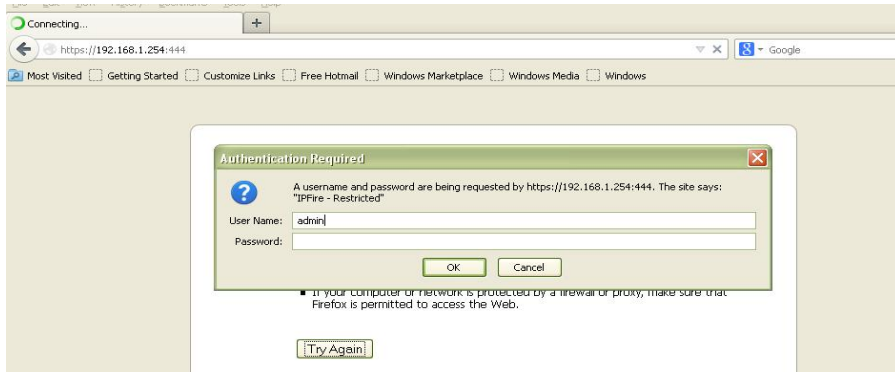 Connecting...
+
https://192.168.1.254:444
Google
Most Visited Getting Started Customize Links Free Hotmail Windows Marketplace Windows Media Windows
Authentication Required
A username and password are being requested by https://192.168.1.254:444. The site says:
"IPFire - Restricted"
User Name: admin
Password:
OK Cancel
If your computer or network is protected by a firewall or proxy, make sure that
Firefox is permitted to access the Web.
Try Again